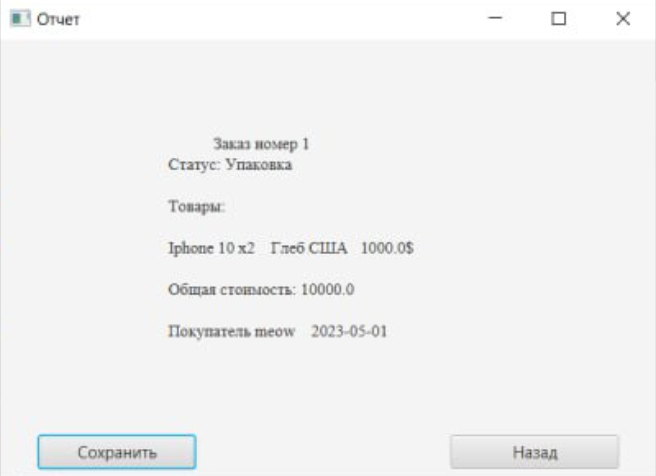 Отчет
Заказ номер 1
Статус: Упаковка
Товары:
Iphone 10 x2 Глеб США 1000.0$
Общая стоимость: 10000.0
Покупатель meow 2023-05-01
Сохранить
Назад